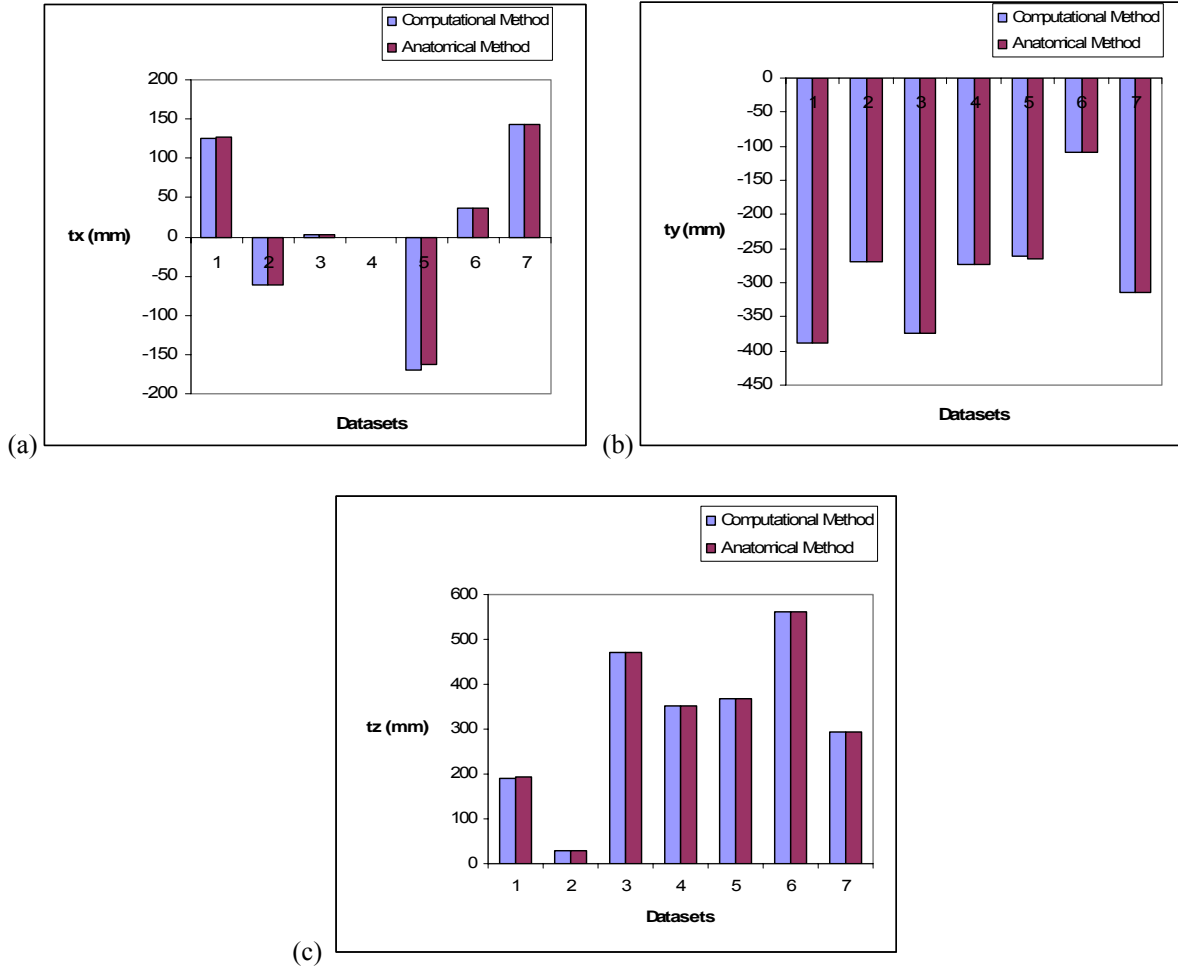 Computational Method
Anatomical Method
200
150
100
50
0
-50
-100
-150
-200
tx (mm)
1 2 3 4 5 6 7
Datasets
(a)
Computational Method
Anatomical Method
0
-50
-100
-150
-200
-250
-300
-350
-400
-450
ty (mm)
1 2 3 4 5 6 7
Datasets
(b)
Computational Method
Anatomical Method
600
500
400
300
200
100
0
tz (mm)
1 2 3 4 5 6 7
Datasets
(c)